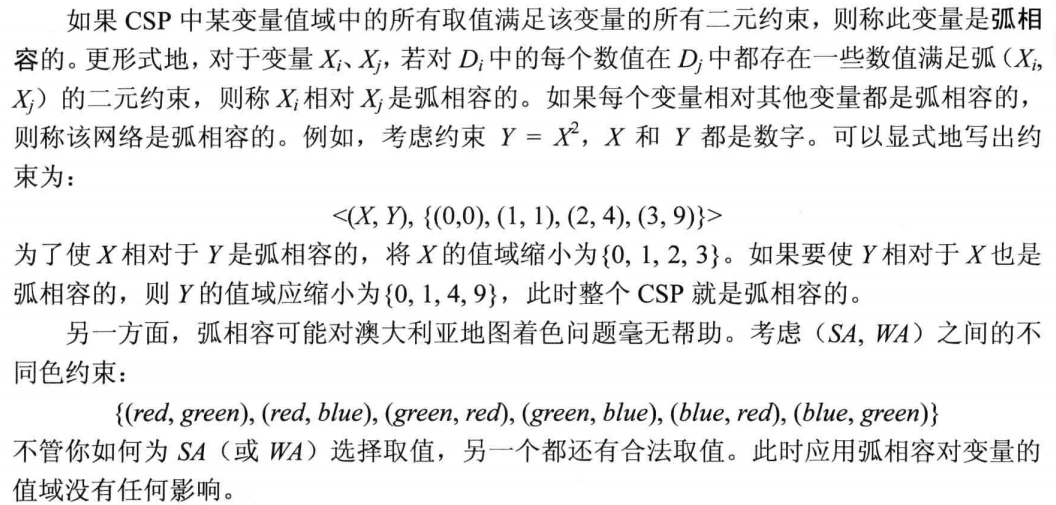 如果 CSP 中某变量值域中的所有取值满足该变量的所有二元约束，则称此变量是弧相
容的。更形式地，对于变量 Xi、Xj，若对 Di 中的每个数值在 Dj 中都存在一些数值满足弧（Xi,
Xj）的二元约束，则称 Xi 相对 Xj 是弧相容的。如果每个变量相对其他变量都是弧相容的，
则称该网络是弧相容的。例如，考虑约束 Y = X²，X 和 Y 都是数字。可以显式地写出约
束为：
<(X, Y), {(0,0), (1, 1), (2, 4), (3, 9)}>
为了使 X 相对于 Y 是弧相容的，将 X 的值域缩小为{0, 1, 2, 3}。如果要使 Y 相对于 X 也是
弧相容的，则 Y 的值域应缩小为{0, 1, 4, 9}，此时整个 CSP 就是弧相容的。
另一方面，弧相容可能对澳大利亚地图着色问题毫无帮助。考虑（SA, WA）之间的不
同色约束：
{(red, green), (red, blue), (green, red), (green, blue), (blue, red), (blue, green)}
不管你如何为 SA（或 WA）选择取值，另一个都还有合法取值。此时应用弧相容对变量的
值域没有任何影响。